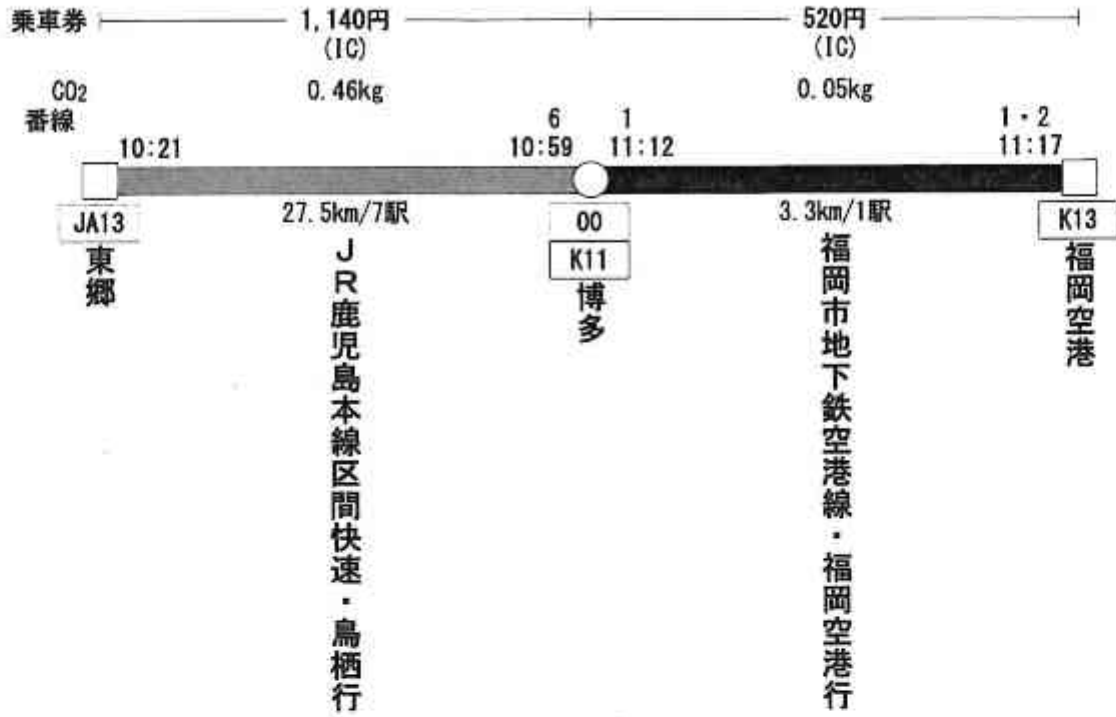 乗車券 1,140円 520円
(IC) (IC)
CO2 0.46kg 0.05kg
番線 6 1 1・2
10:21 10:59 11:12 11:17
27.5km/7駅 3.3km/1駅
JA13 00 K13
K11
東郷
JR鹿児島本線区間快速・鳥栖行
博多
福岡市地下鉄空港線・福岡空港行
福岡空港